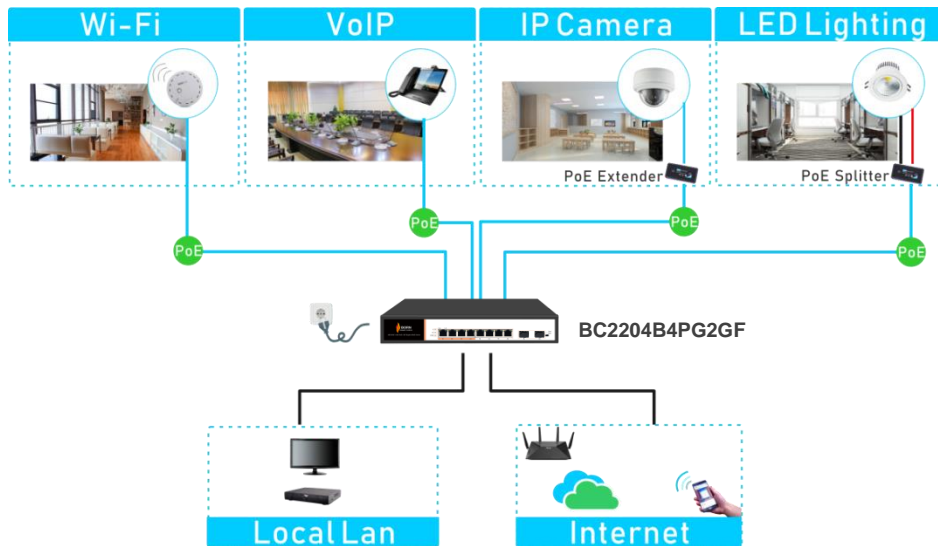 Wi-Fi
VoIP
IP Camera
LED Lighting
PoE Extender
PoE Splitter
PoE
PoE
PoE
PoE
BC2204B4PG2GF
Local Lan
Internet